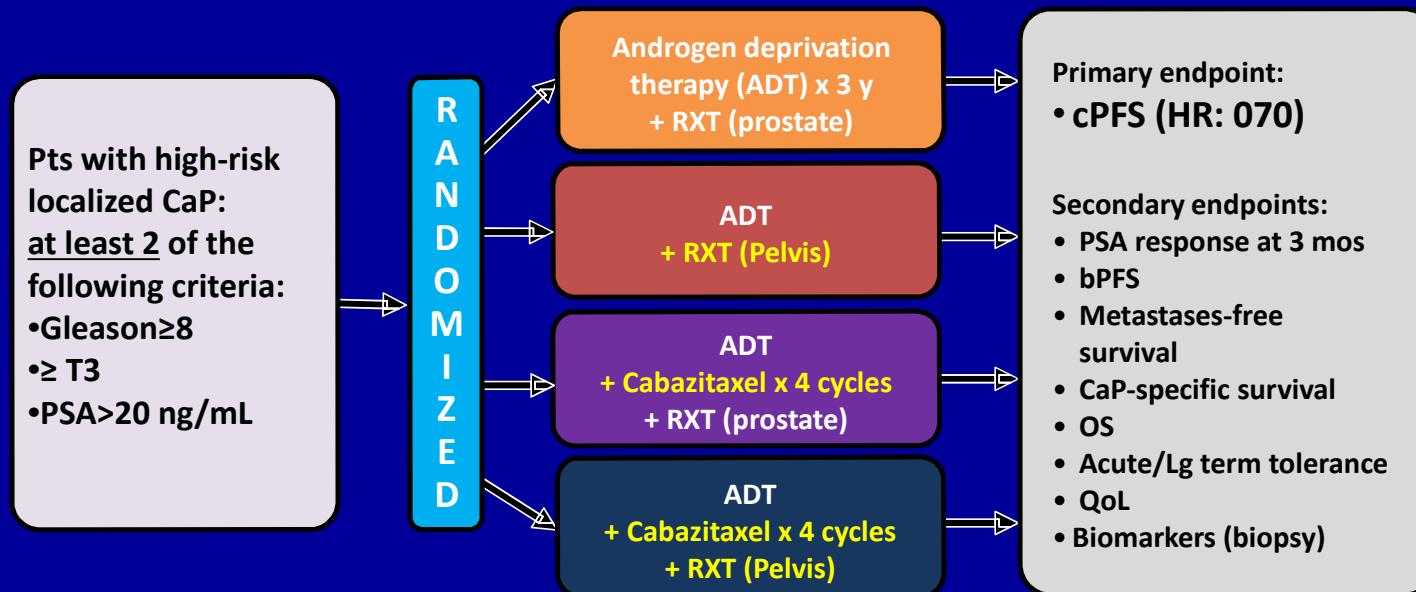 Pts with high-risk
localized CaP:
at least 2 of the
following criteria:
•Gleason≥8
•≥ T3
•PSA>20 ng/mL
R
A
N
D
O
M
I
Z
E
D
Androgen deprivation
therapy (ADT) x 3 y
+ RXT (prostate)
ADT
+ RXT (Pelvis)
ADT
+ Cabazitaxel x 4 cycles
+ RXT (prostate)
ADT
+ Cabazitaxel x 4 cycles
+ RXT (Pelvis)
Primary endpoint:
• cPFS (HR: 070)
Secondary endpoints:
• PSA response at 3 mos
• bPFS
• Metastases-free
survival
• CaP-specific survival
• OS
• Acute/Lg term tolerance
• QoL
• Biomarkers (biopsy)